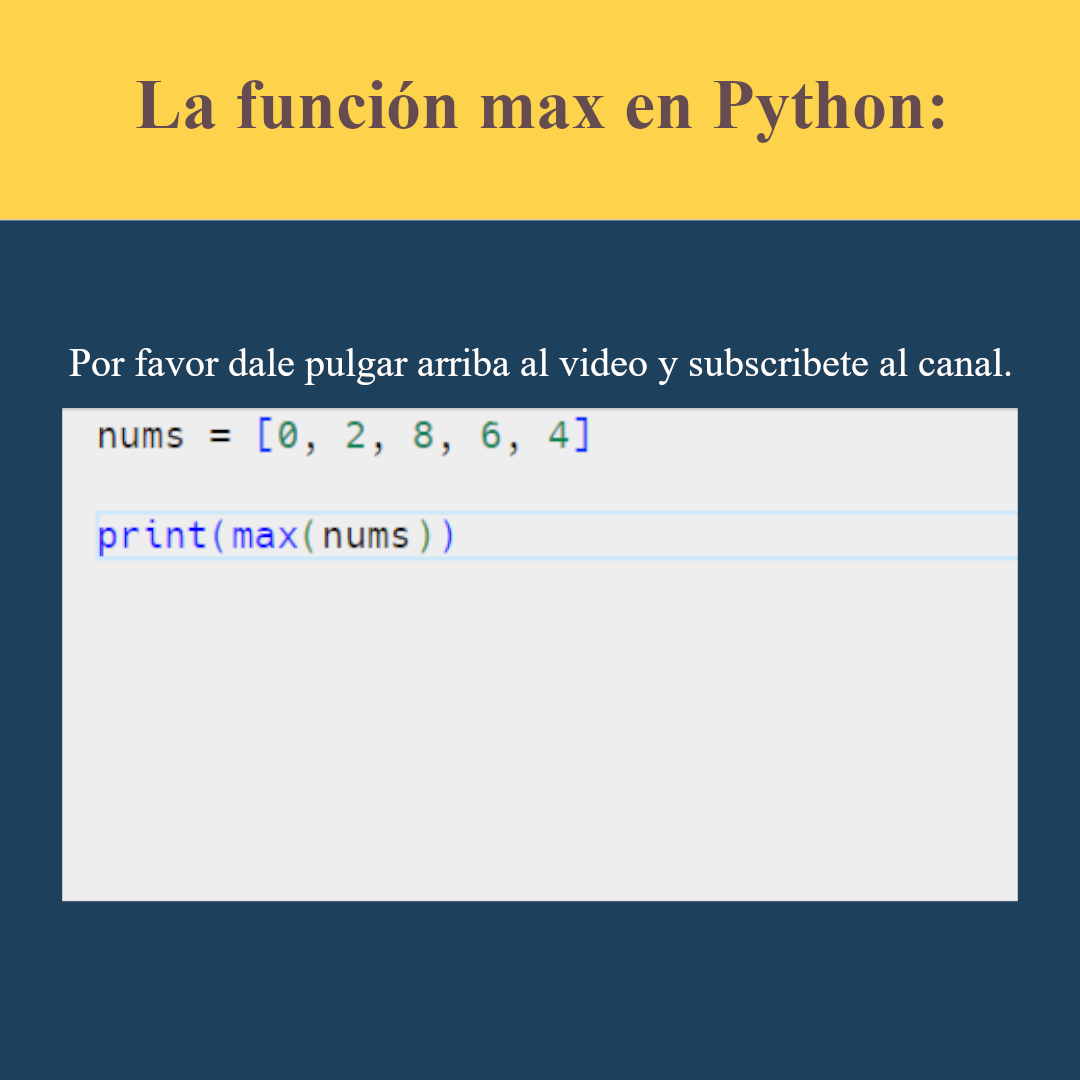 La función max en Python:
Por favor dale pulgar arriba al video y subscribete al canal.
nums = [0, 2, 8, 6, 4]
print(max(nums))